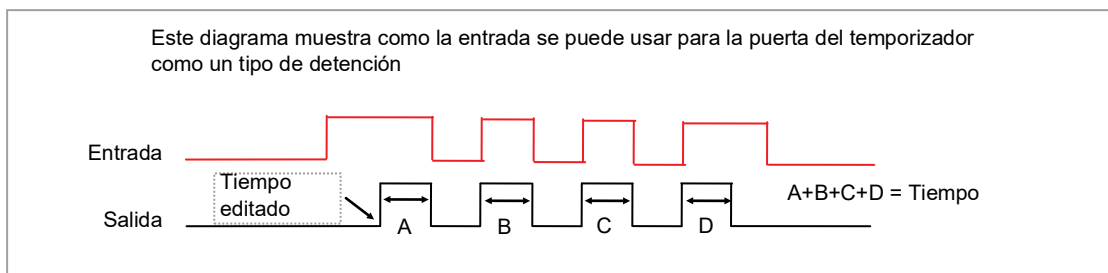 Este diagrama muestra como la entrada se puede usar para la puerta del temporizador
como un tipo de detención
Entrada
Tiempo
editado
A+B+C+D = Tiempo
Salida
A
B
C
D